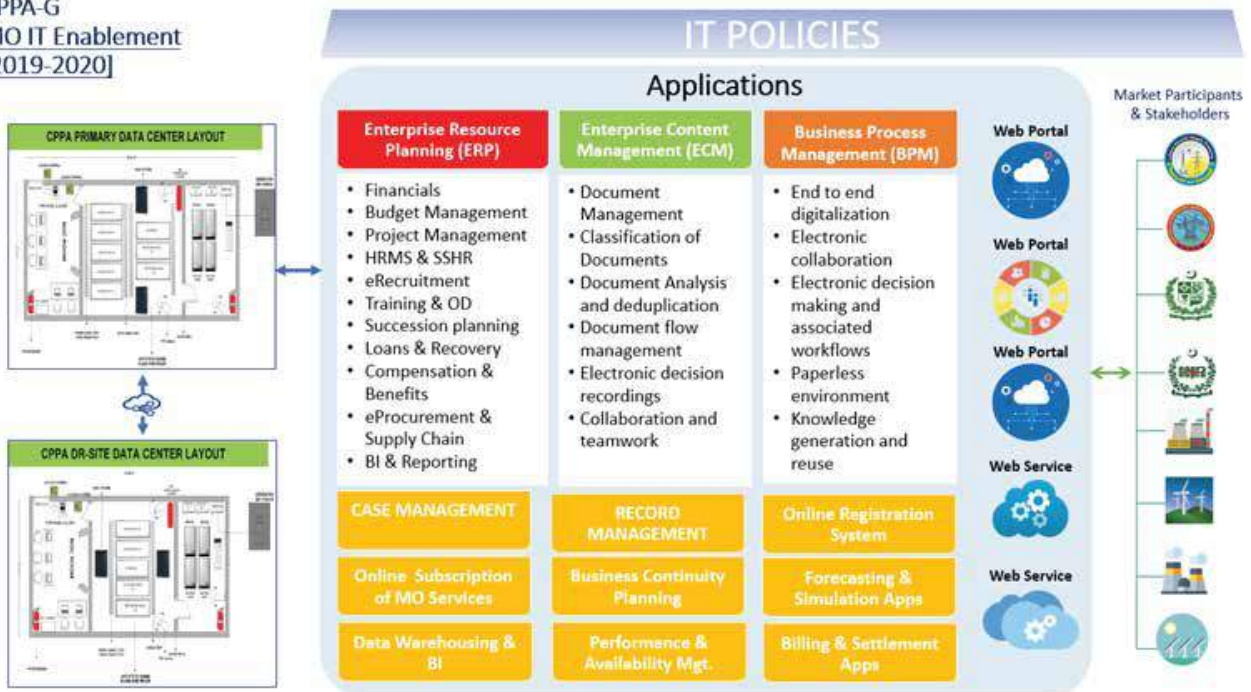 PPA-G
MO IT Enablement
2019-2020]
IT POLICIES
Applications
Market Participants
& Stakeholders
CPPA PRIMARY DATA CENTER LAYOUT
CPPA DR-SITE DATA CENTER LAYOUT
Enterprise Resource
Planning (ERP)
• Financials
• Budget Management
• Project Management
• HRMS & SSHR
• eRecruitment
• Training & OD
• Succession planning
• Loans & Recovery
• Compensation &
Benefits
• eProcurement &
Supply Chain
• BI & Reporting
Enterprise Content
Management (ECM)
• Document
Management
• Classification of
Documents
• Document Analysis
and deduplication
• Document flow
management
• Electronic decision
recordings
• Collaboration and
teamwork
Business Process
Management (BPM)
• End to end
digitalization
• Electronic
collaboration
• Electronic decision
making and
associated
workflows
• Paperless
environment
• Knowledge
generation and
reuse
CASE MANAGEMENT
RECORD
MANAGEMENT
Online Registration
System
Online Subscription
of MO Services
Business Continuity
Planning
Forecasting &
Simulation Apps
Data Warehousing &
BI
Performance &
Availability Mgt.
Billing & Settlement
Apps
Web Portal
Web Portal
Web Portal
Web Service
Web Service